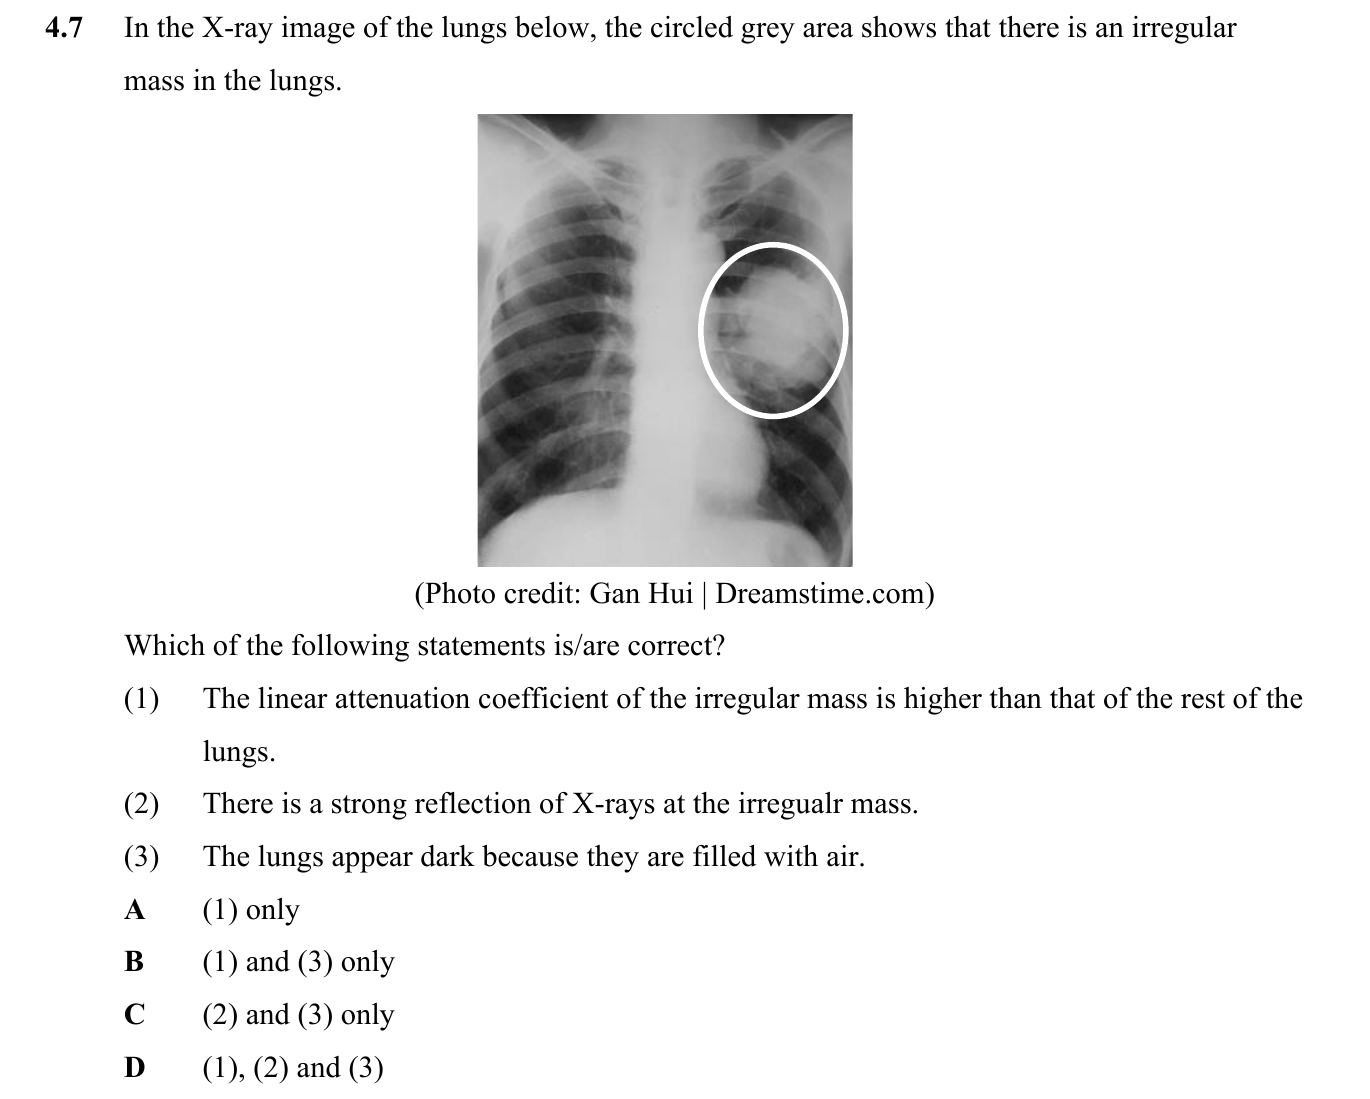 4.7 In the X-ray image of the lungs below, the circled grey area shows that there is an irregular
mass in the lungs.
(Photo credit: Gan Hui | Dreamstime.com)
Which of the following statements is/are correct?
(1) The linear attenuation coefficient of the irregular mass is higher than that of the rest of the
lungs.
(2) There is a strong reflection of X-rays at the irregualr mass.
(3) The lungs appear dark because they are filled with air.
A (1) only
B (1) and (3) only
C (2) and (3) only
D (1), (2) and (3)